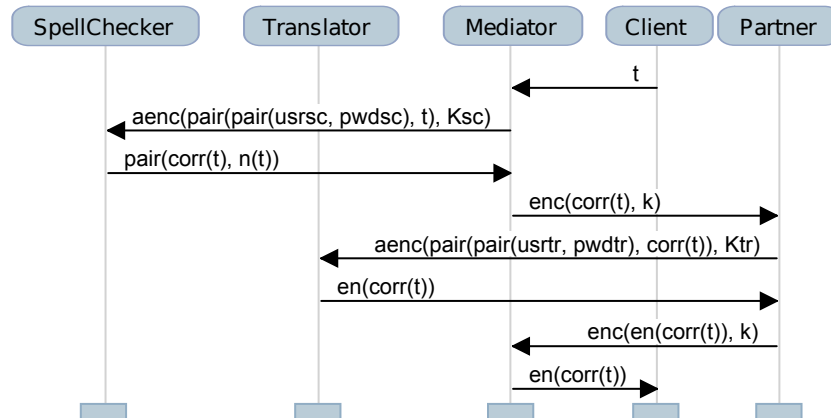 SpellChecker Translator Mediator Client Partner
t
aenc(pair(pair(usrsc, pwdsc), t), Ksc)
pair(corr(t), n(t))
enc(corr(t), k)
aenc(pair(pair(usrtr, pwdtr), corr(t)), Ktr)
en(corr(t))
enc(en(corr(t)), k)
en(corr(t))